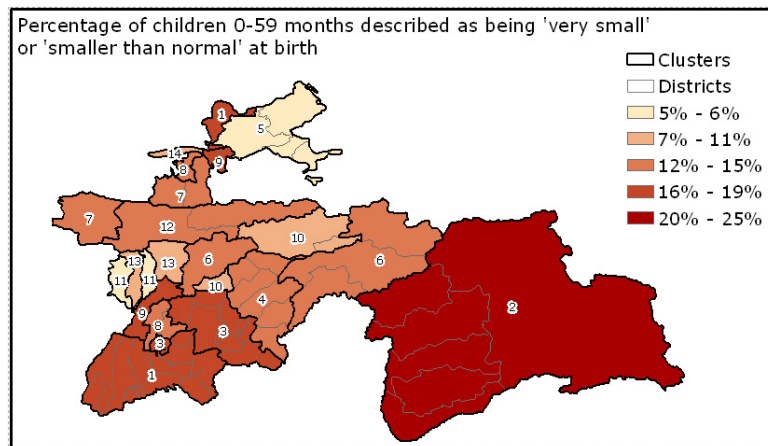 Percentage of children 0-59 months described as being 'very small'
or 'smaller than normal' at birth
Clusters
Districts
5% - 6%
7% - 11%
12% - 15%
16% - 19%
20% - 25%
1
5
14
8
9
7
7
12
10
13
13
6
6
11
11
10
2
4
9
8
3
3
1